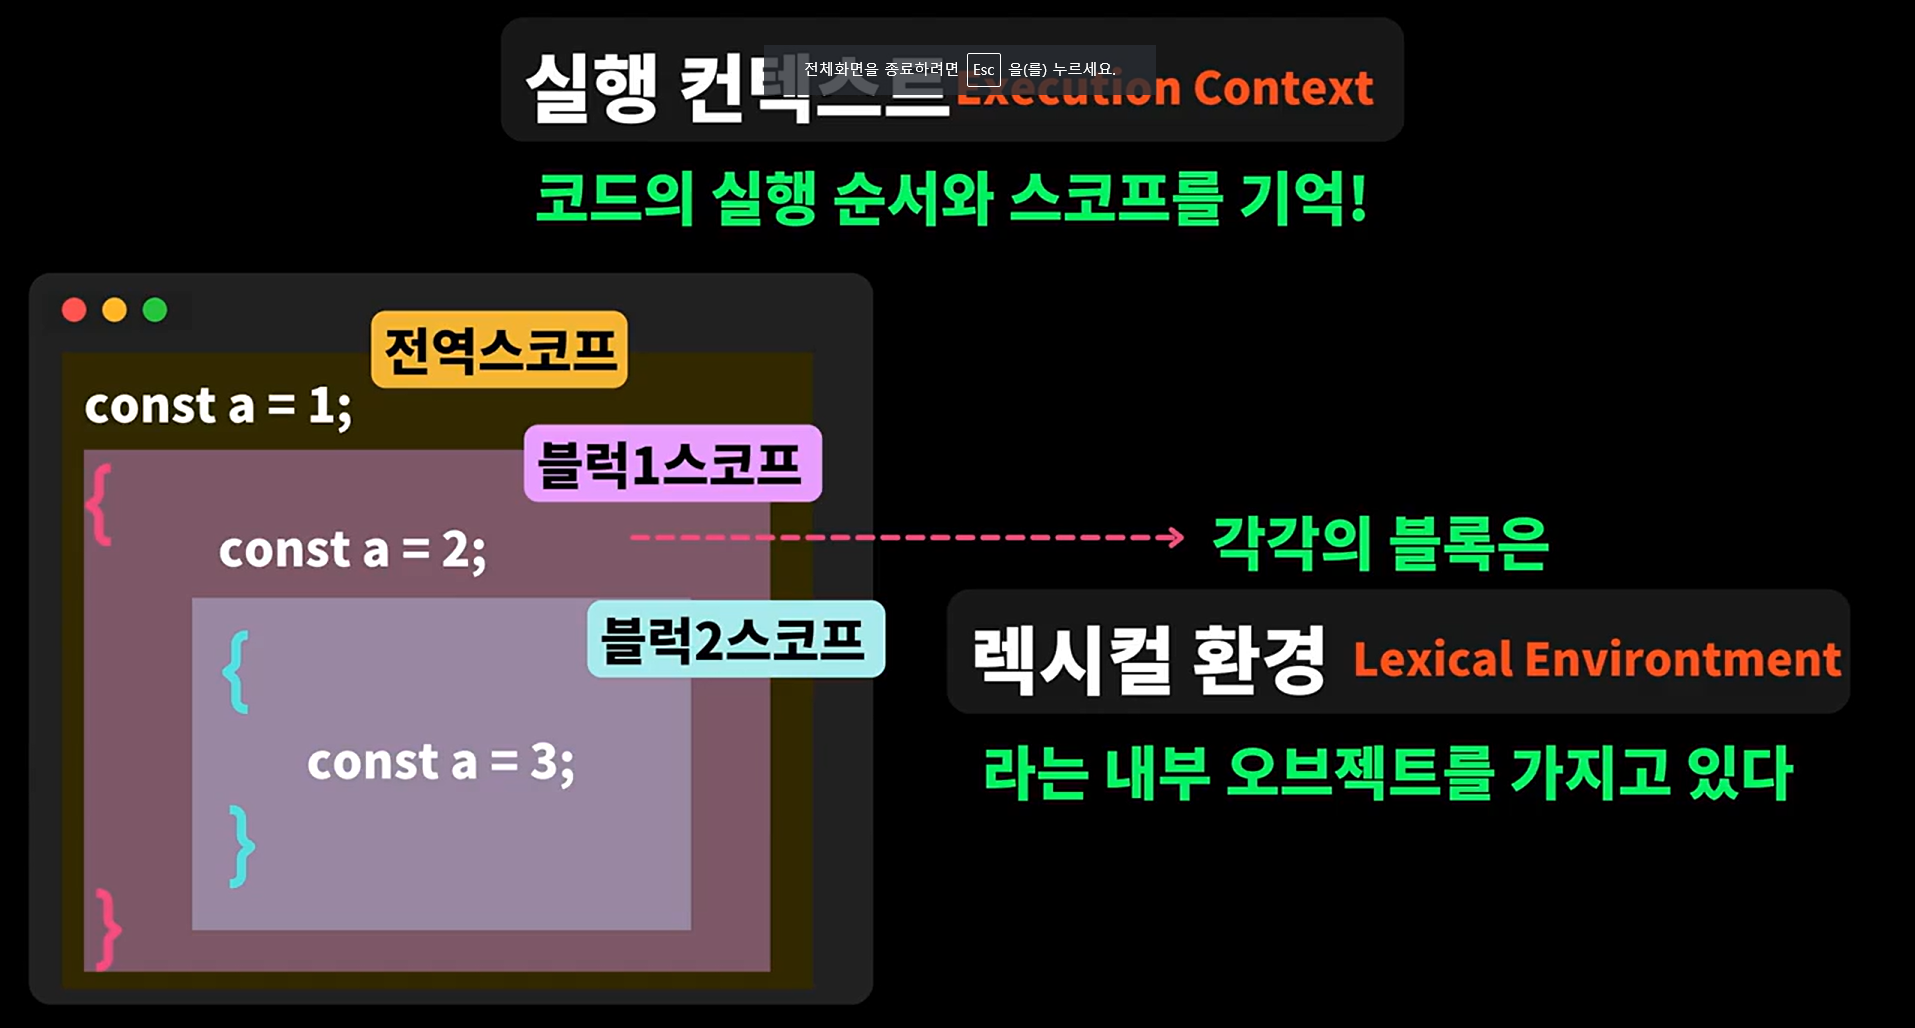 실행 컨텍스트 Execution Context
전체화면을 종료하려면 Esc 을(를) 누르세요.
코드의 실행 순서와 스코프를 기억!
전역스코프
const a = 1;
블럭1스코프
{
const a = 2;
각각의 블록은
블럭2스코프
{
렉시컬 환경 Lexical Environtment
const a = 3;
라는 내부 오브젝트를 가지고 있다
}
}